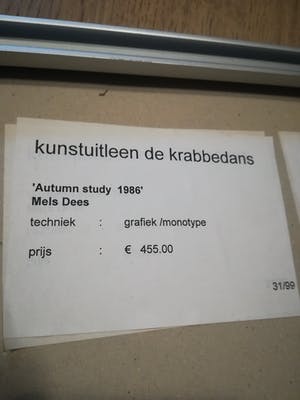 kunstuitleen de krabbedans
'Autumn study 1986'
Mels Dees
techniek : grafiek /monotype
prijs : € 455.00
31/99